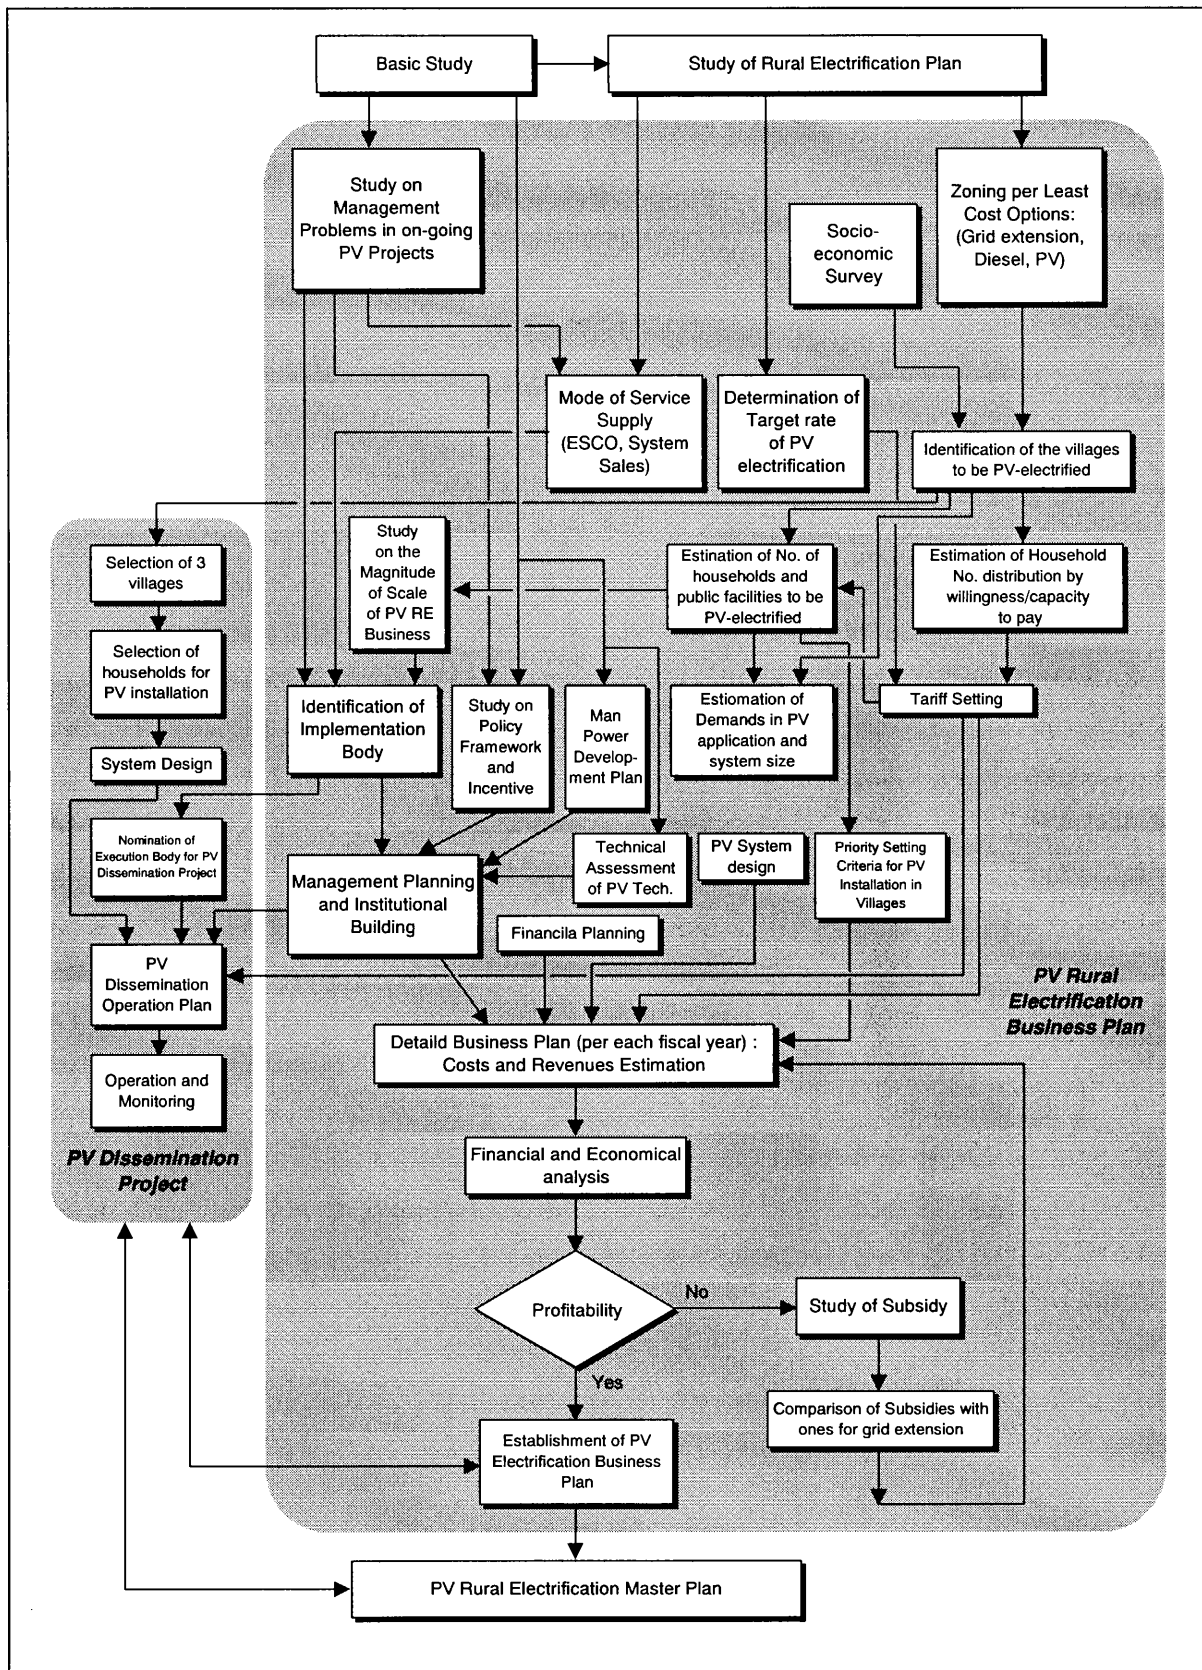 Basic Study
Study of Rural Electrification Plan
Study on
Management
Problems in on-going
PV Projects
Socio-
economic
Survey
Zoning per Least
Cost Options:
(Grid extension,
Diesel, PV)
Mode of Service
Supply
(ESCO, System
Sales)
Determination of
Target rate
of PV
electrification
Identification of the villages
to be PV-electrified
Selection of 3
villages
Study
on the
Magnitude
of Scale
of PV RE
Business
Estination of No. of
households and
public facilities to be
PV-electrified
Estimation of Household
No. distribution by
willingness/capacity
to pay
Selection of
households for
PV installation
Identification of
Implementation
Body
Study on
Policy
Framework
and
Incentive
Man
Power
Develop-
ment Plan
Estiomation of
Demands in PV
application and
system size
Tariff Setting
System Design
Nomination of
Execution Body for PV
Dissemination Project
Management Planning
and Institutional
Building
Technical
Assessment
of PV Tech.
PV System
design
Priority Setting
Criteria for PV
Installation in
Villages
Financila Planning
PV
Dissemination
Operation Plan
PV Rural
Electrification
Business Plan
Detaild Business Plan (per each fiscal year) :
Costs and Revenues Estimation
Operation and
Monitoring
PV Dissemination
Project
Financial and Economical
analysis
Profitability
No
Study of Subsidy
Yes
Comparison of Subsidies with
ones for grid extension
Establishment of PV
Electrification Business
Plan
PV Rural Electrification Master Plan